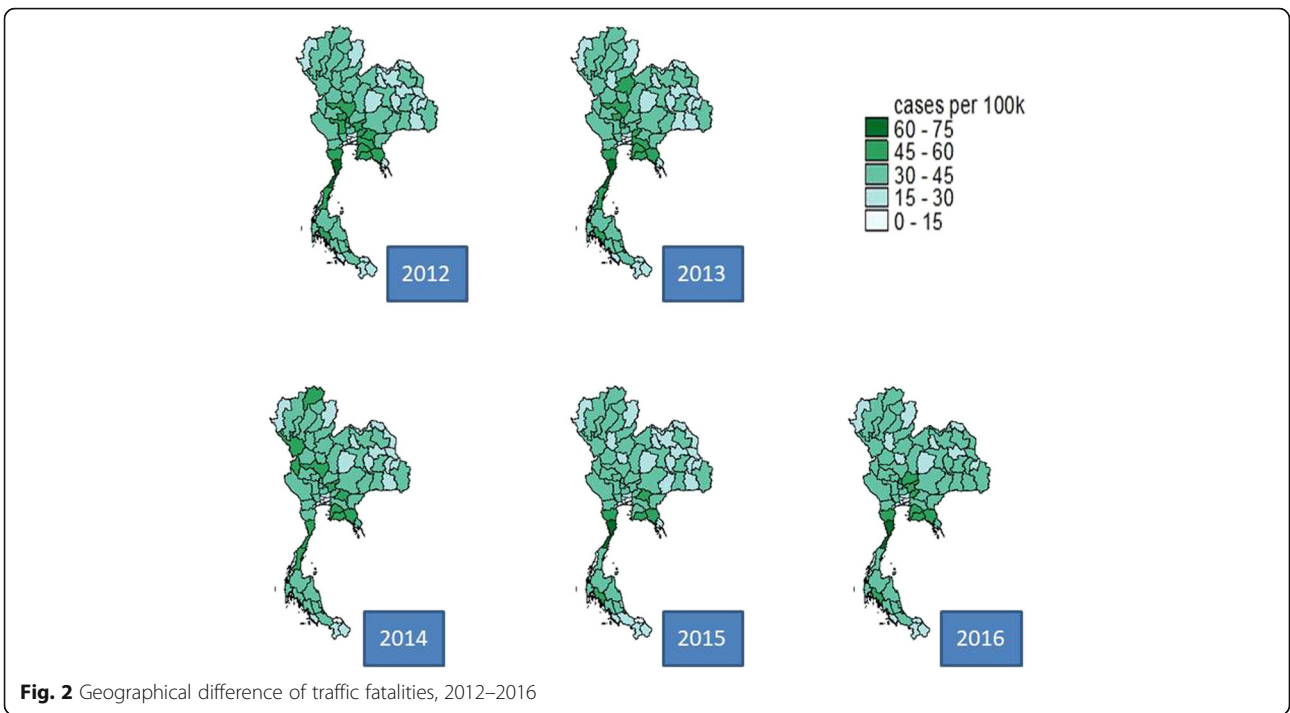 cases per 100k
60 - 75
45 - 60
30 - 45
15 - 30
0 - 15
2012
2013
2014
2015
2016
Fig. 2 Geographical difference of traffic fatalities, 2012–2016